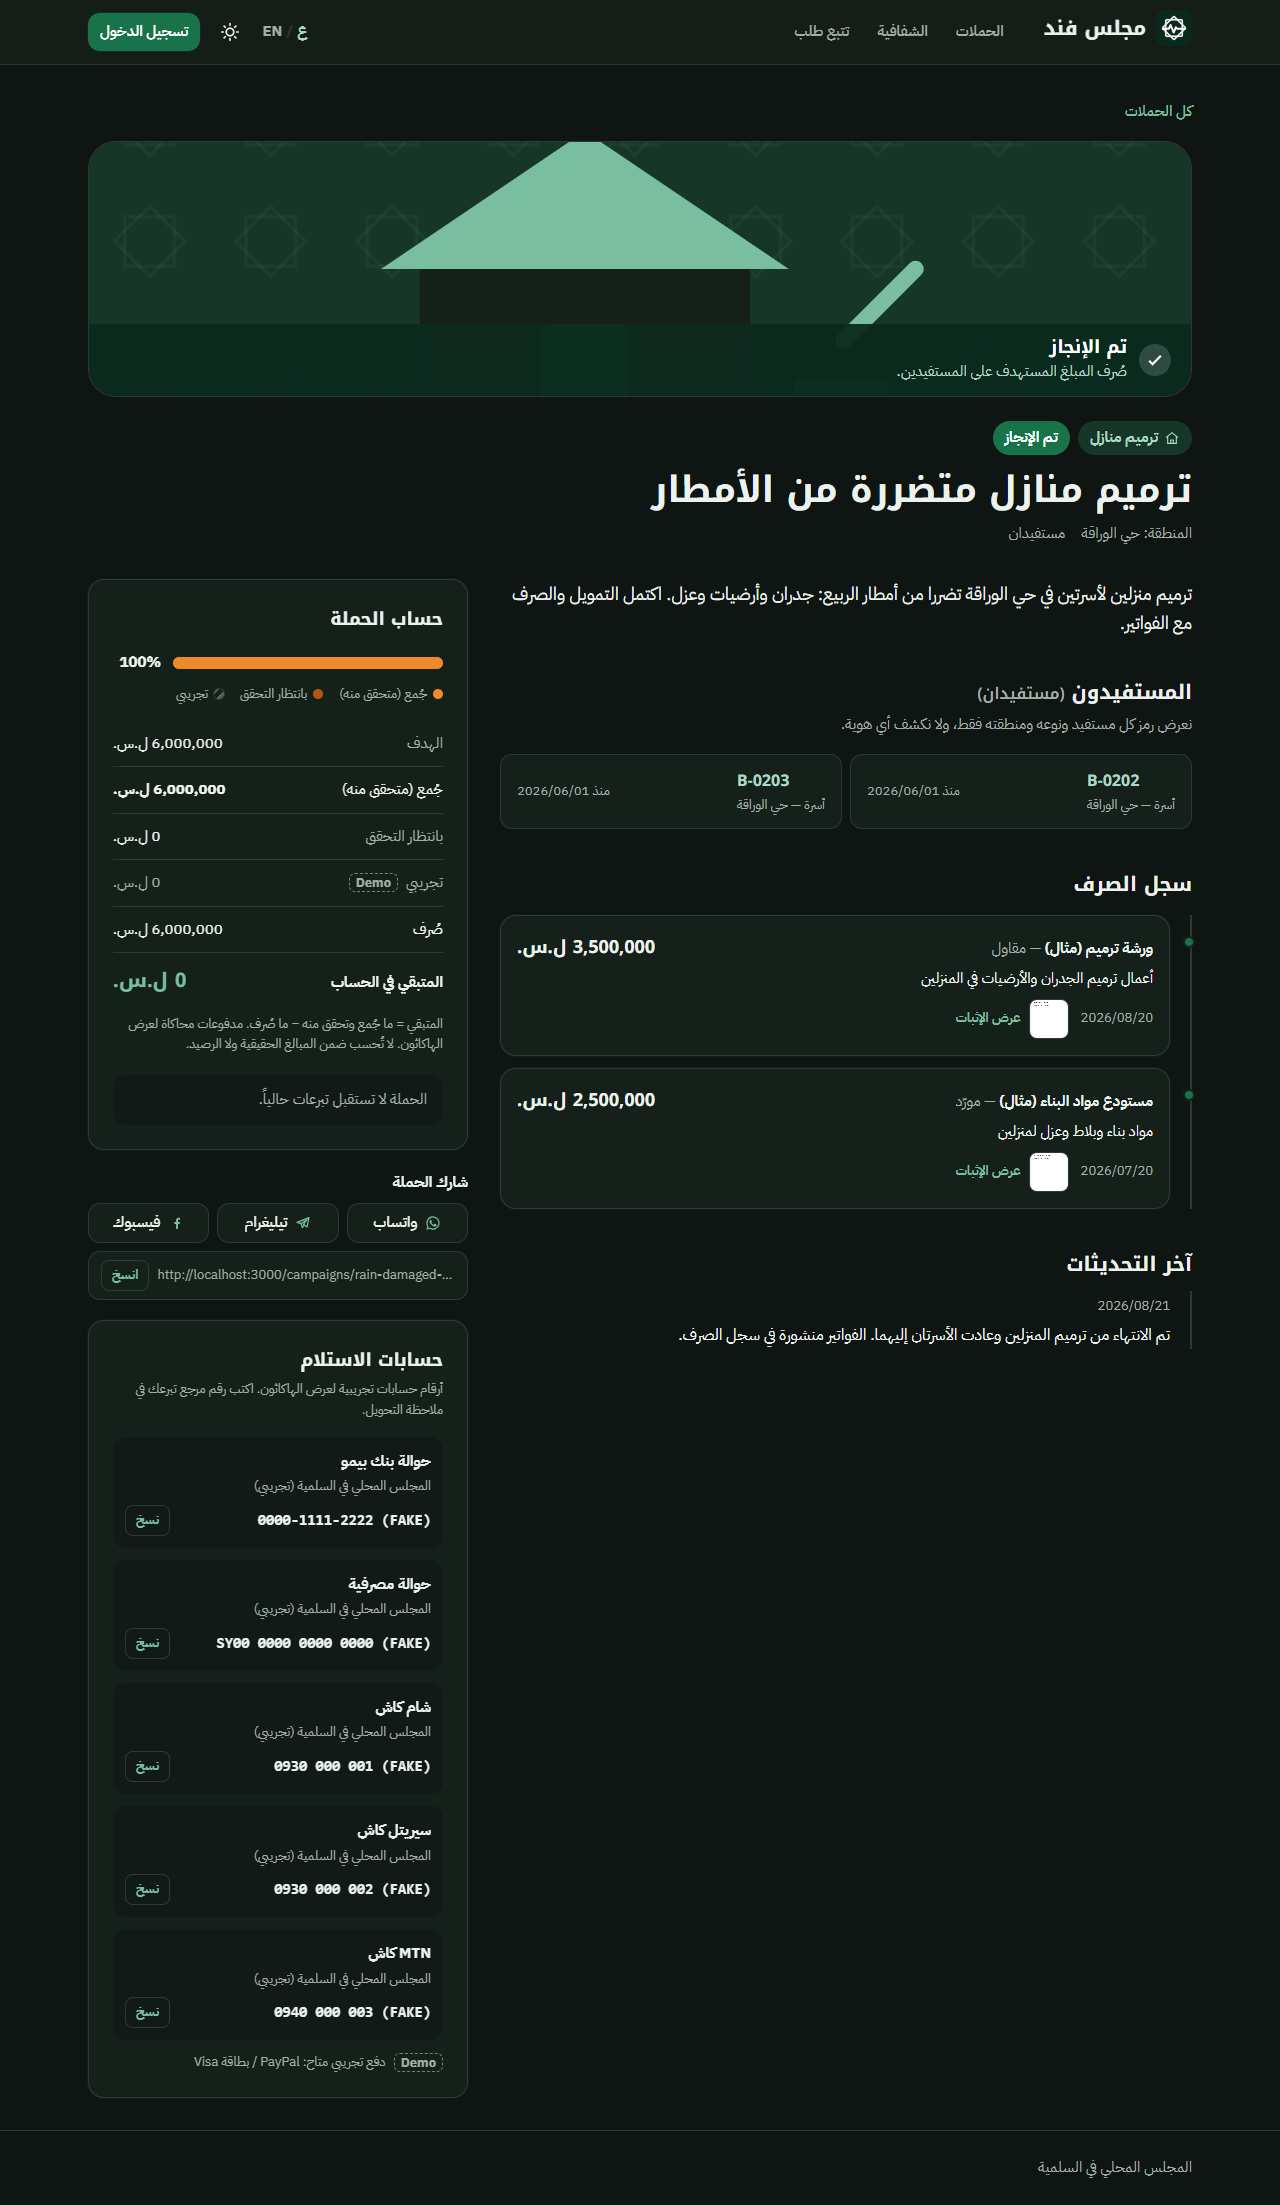 مجلس فند
الحملات
الشفافية
تتبع طلب
ع / EN
تسجيل الدخول
كل الحملات
تم الإنجاز
صُرف المبلغ المستهدف على المستفيدين.
ترميم منازل
تم الإنجاز
ترميم منازل متضررة من الأمطار
المنطقة: حي الوراقة
مستفيدان
ترميم منزلين لأسرتين في حي الوراقة تضررا من أمطار الربيع: جدران وأرضيات وعزل. اكتمل التمويل والصرف
مع الفواتير.
المستفيدون (مستفيدان)
نعرض رمز كل مستفيد ونوعه ومنطقته فقط، ولا نكشف أي هوية.
B-0202
أسرة — حي الوراقة
منذ 2026/06/01
B-0203
أسرة — حي الوراقة
منذ 2026/06/01
سجل الصرف
ورشة ترميم (مثال) — مقاول
3,500,000 ل.س.
أعمال ترميم الجدران والأرضيات في المنزلين
2026/08/20
عرض الإثبات
مستودع مواد البناء (مثال) — مورّد
2,500,000 ل.س.
مواد بناء وبلاط وعزل لمنزلين
2026/07/20
عرض الإثبات
آخر التحديثات
2026/08/21
تم الانتهاء من ترميم المنزلين وعادت الأسرتان إليهما. الفواتير منشورة في سجل الصرف.
حساب الحملة
100%
جُمع (متحقق منه)
بانتظار التحقق
تجريبي
الهدف
6,000,000 ل.س.
جُمع (متحقق منه)
6,000,000 ل.س.
بانتظار التحقق
0 ل.س.
تجريبي Demo
0 ل.س.
صُرف
6,000,000 ل.س.
المتبقي في الحساب
0 ل.س.
المتبقي = ما جُمع وتحقق منه − ما صُرف. مدفوعات محاكاة لعرض
الهاكاثون. لا تُحسب ضمن المبالغ الحقيقية ولا الرصيد.
الحملة لا تستقبل تبرعات حالياً.
شارك الحملة
واتساب
تيليغرام
فيسبوك
http://localhost:3000/campaigns/rain-damaged-...
انسخ
حسابات الاستلام
أرقام حسابات تجريبية لعرض الهاكاثون. اكتب رقم مرجع تبرعك في
ملاحظة التحويل.
حوالة بنك بيمو
المجلس المحلي في السلمية (تجريبي)
0000-1111-2222 (FAKE)
نسخ
حوالة مصرفية
المجلس المحلي في السلمية (تجريبي)
SY00 0000 0000 0000 (FAKE)
نسخ
شام كاش
المجلس المحلي في السلمية (تجريبي)
0930 000 001 (FAKE)
نسخ
سيريتل كاش
المجلس المحلي في السلمية (تجريبي)
0930 000 002 (FAKE)
نسخ
MTN كاش
المجلس المحلي في السلمية (تجريبي)
0940 000 003 (FAKE)
نسخ
Demo دفع تجريبي متاح: PayPal / بطاقة Visa
المجلس المحلي في السلمية